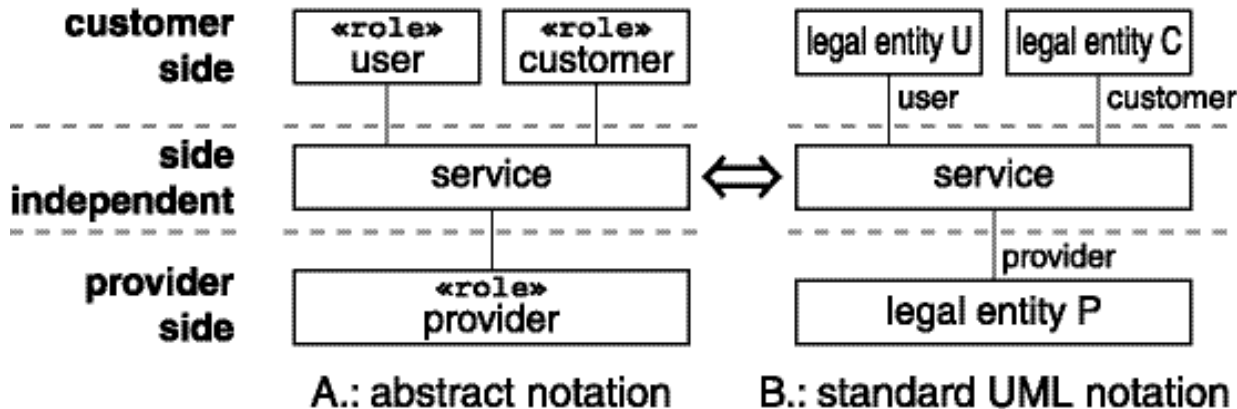 customer side
«role»
user
«role»
customer
legal entity U
legal entity C
user
customer
side independent
service
service
provider side
«role»
provider
provider
legal entity P
A.: abstract notation
B.: standard UML notation